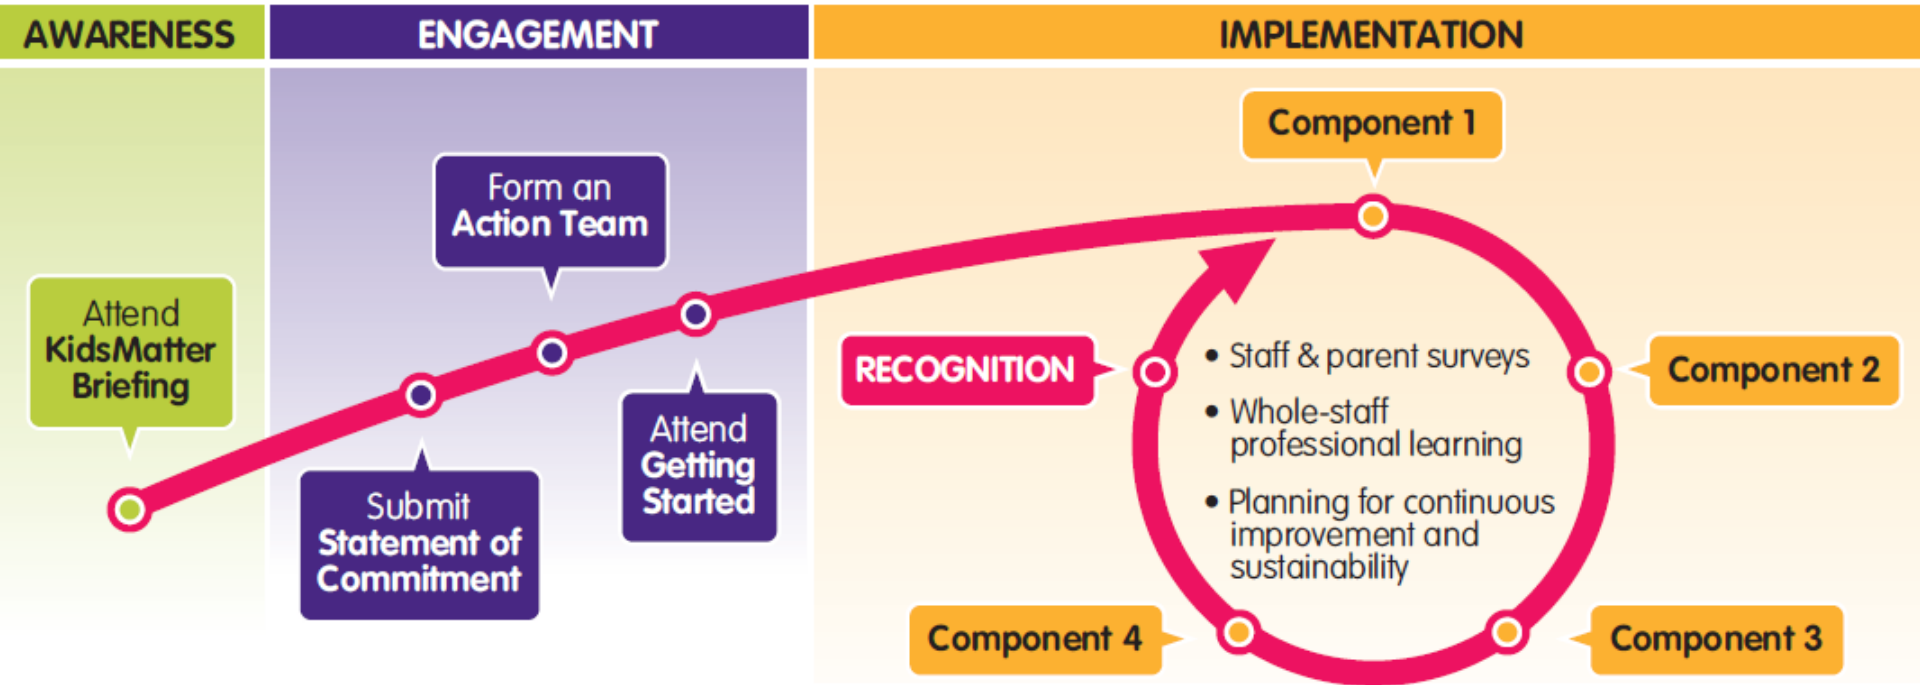 AWARENESS
ENGAGEMENT
IMPLEMENTATION
Attend
KidsMatter
Briefing
Submit
Statement of
Commitment
Form an
Action Team
Attend
Getting
Started
Component 1
Component 2
Component 3
Component 4
RECOGNITION
• Staff & parent surveys
• Whole-staff
professional learning
• Planning for continuous
improvement and
sustainability